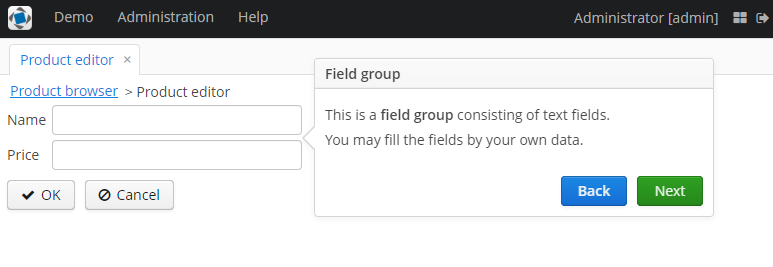 Demo Administration Help Administrator [admin]
Product editor ×
Product browser > Product editor
Name
Price
OK Cancel
Field group
This is a field group consisting of text fields.
You may fill the fields by your own data.
Back Next